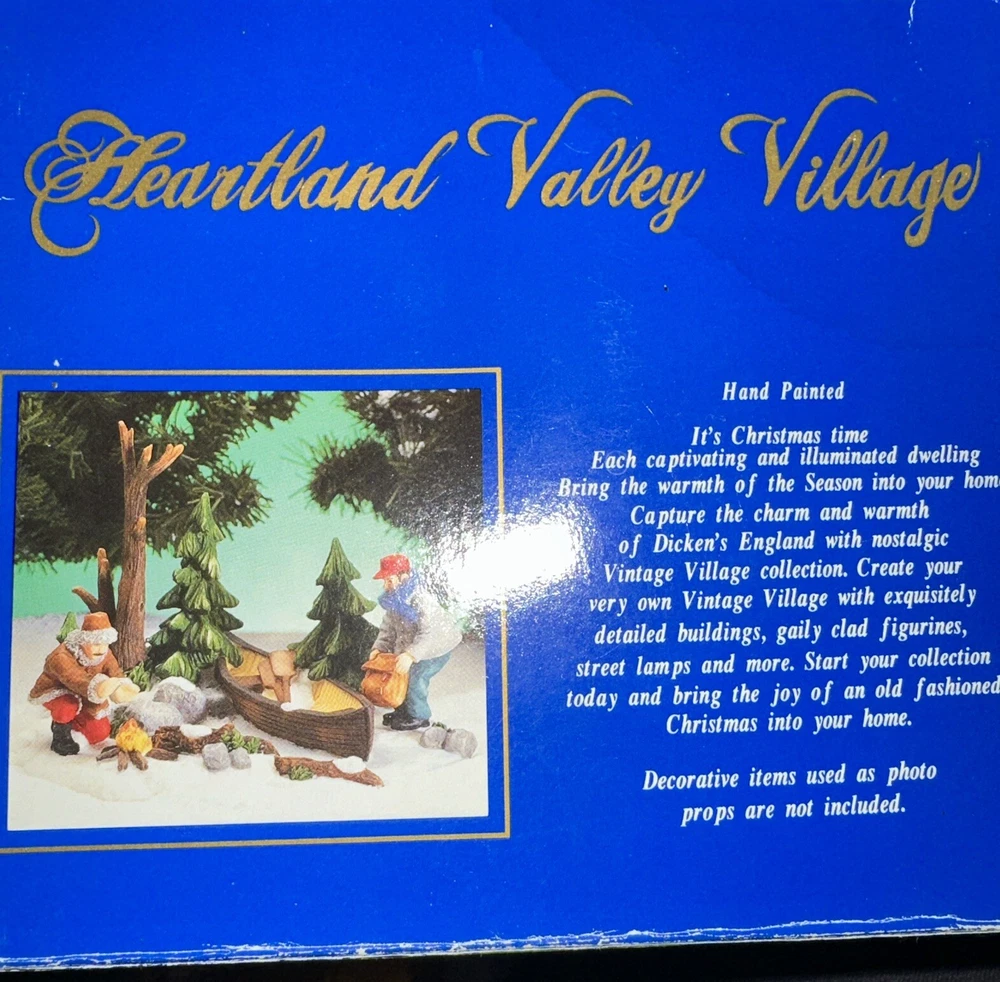 Heartland Valley Village
Hand Painted
It's Christmas time
Each captivating and illuminated dwelling
Bring the warmth of the Season into your hom
Capture the charm and warmth
of Dicken's England with nostalgic
Vintage Village collection. Create your
very own Vintage Village with exquisitely
detailed buildings, gaily clad figurines,
street lamps and more. Start your collection
today and bring the joy of an old fashioned
Christmas into your home.
Decorative items used as photo
props are not included.